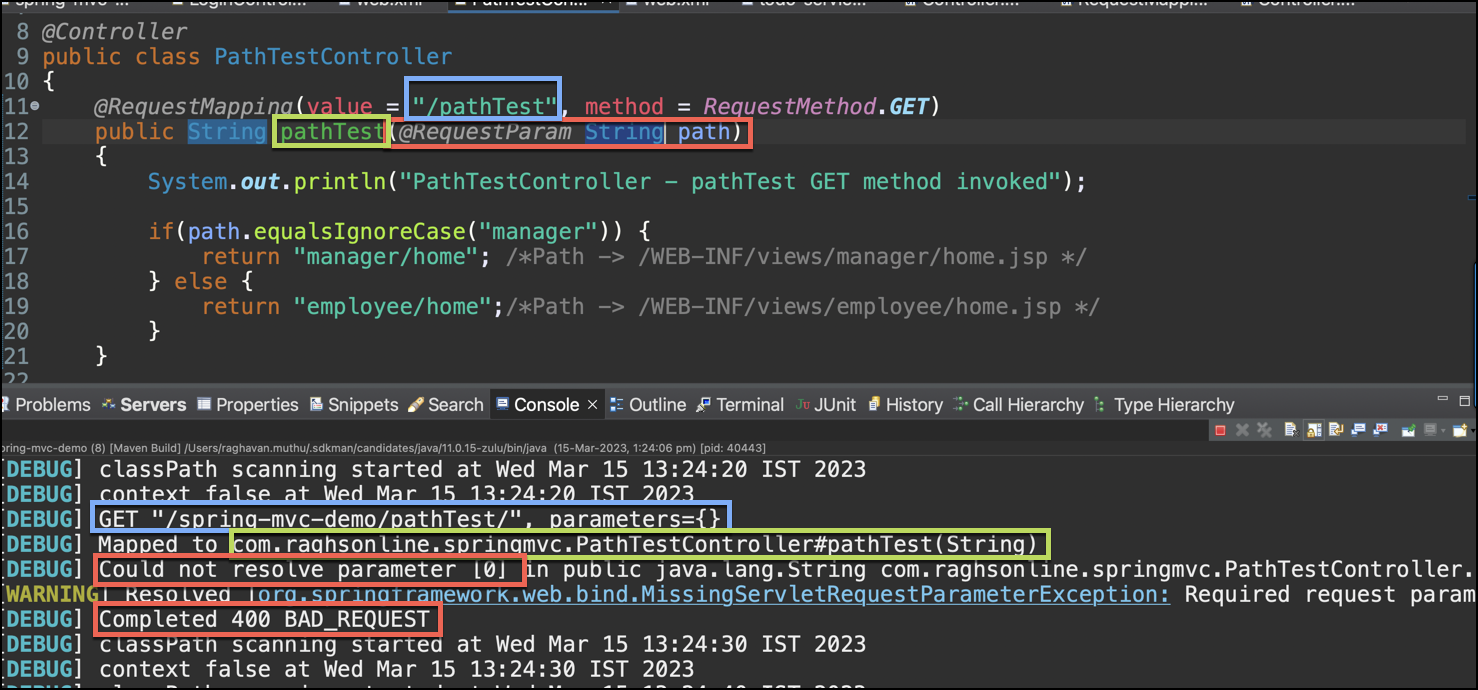 spring-mvc-... LoginControl... web.xml PathTestCon... web.xml todo-servic... Controller.... RequestMappi... Controller....
8 @Controller
9 public class PathTestController
10 {
11 @RequestMapping(value = "/pathTest", method = RequestMethod.GET)
12 public String pathTest(@RequestParam String path)
13 {
14 System.out.println("PathTestController - pathTest GET method invoked");
15
16 if(path.equalsIgnoreCase("manager")) {
17 return "manager/home"; /*Path -> /WEB-INF/views/manager/home.jsp */
18 } else {
19 return "employee/home";/*Path -> /WEB-INF/views/employee/home.jsp */
20 }
21 }
22
Problems Servers Properties Snippets Search Console × Outline Terminal Ju JUnit History Call Hierarchy Type Hierarchy
pring-mvc-demo (8) [Maven Build] /Users/raghavan.muthu/.sdkman/candidates/java/11.0.15-zulu/bin/java (15-Mar-2023, 1:24:06 pm) [pid: 40443]
[DEBUG] classPath scanning started at Wed Mar 15 13:24:20 IST 2023
[DEBUG] context false at Wed Mar 15 13:24:20 IST 2023
[DEBUG] GET "/spring-mvc-demo/pathTest/", parameters={}
[DEBUG] Mapped to com.raghsonline.springmvc.PathTestController#pathTest(String)
[DEBUG] Could not resolve parameter [0] in public java.lang.String com.raghsonline.springmvc.PathTestController.
[WARNING] Resolved [org.springframework.web.bind.MissingServletRequestParameterException: Required request param
[DEBUG] Completed 400 BAD_REQUEST
[DEBUG] classPath scanning started at Wed Mar 15 13:24:30 IST 2023
[DEBUG] context false at Wed Mar 15 13:24:30 IST 2023